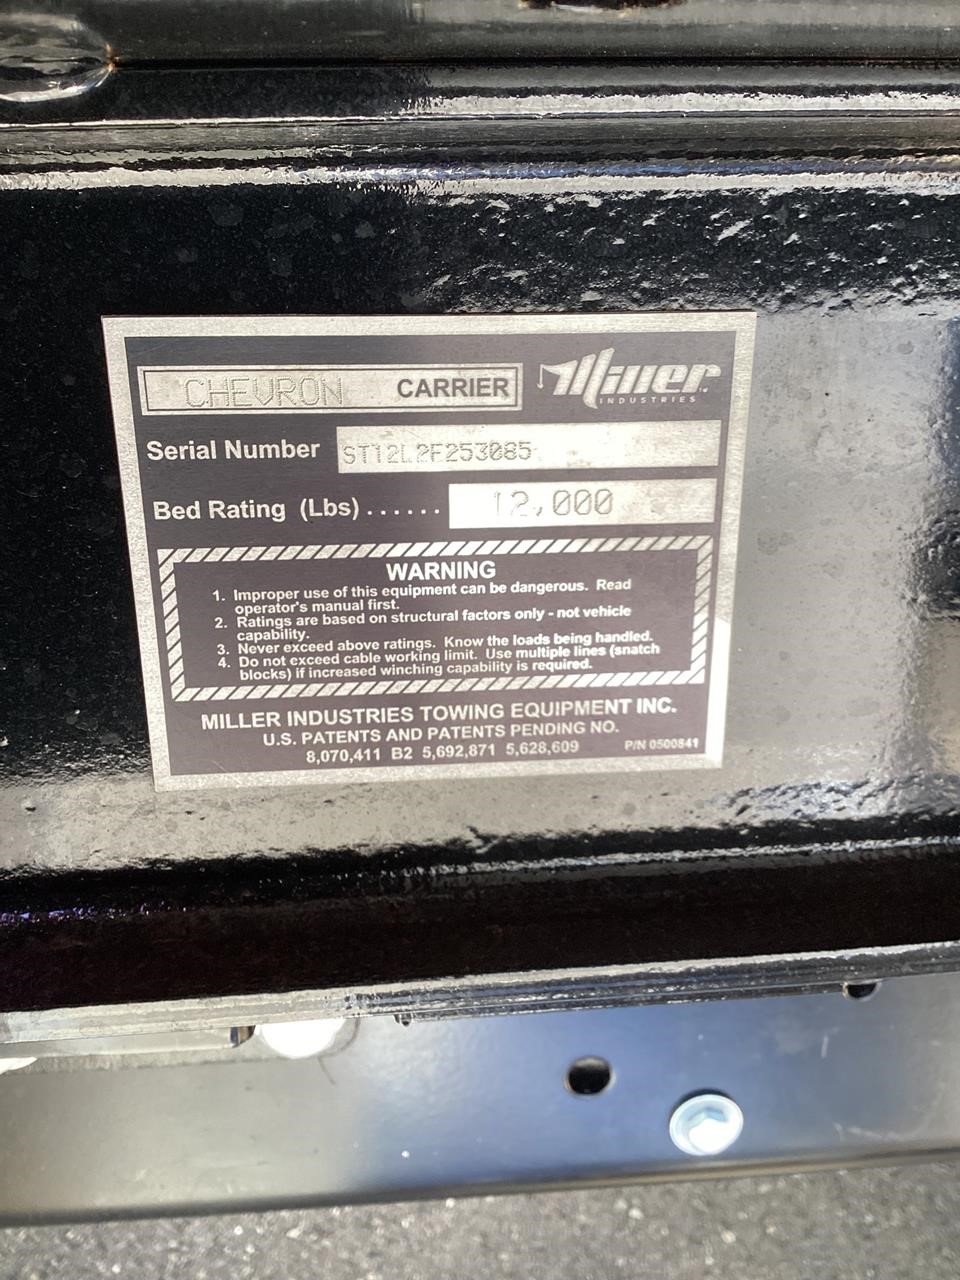 CHEVRON CARRIER Miller
INDUSTRIES
Serial Number ST12L2F253085
Bed Rating (Lbs) ...... 12,000
WARNING
1. Improper use of this equipment can be dangerous. Read
operator's manual first.
2. Ratings are based on structural factors only - not vehicle
capability.
3. Never exceed above ratings. Know the loads being handled.
4. Do not exceed cable working limit. Use multiple lines (snatch
blocks) if increased winching capability is required.
MILLER INDUSTRIES TOWING EQUIPMENT INC.
U.S. PATENTS AND PATENTS PENDING NO.
8,070,411 B2 5,692,871 5,628,609 P/N 0500841